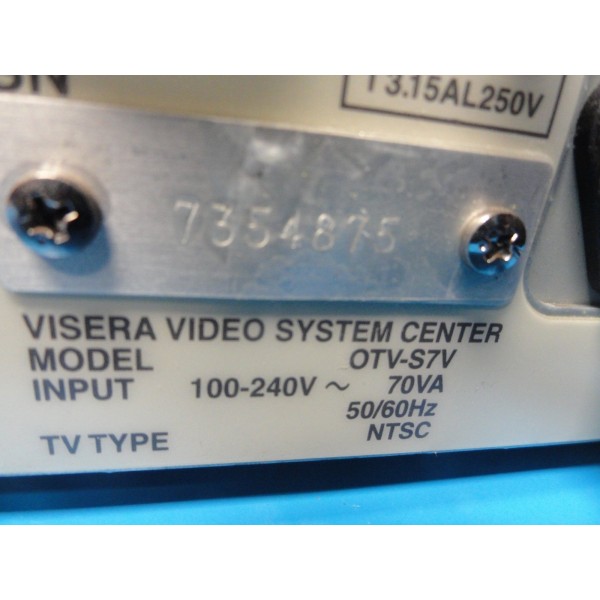 ON
T3.15AL250V
7354875
VISERA VIDEO SYSTEM CENTER
MODEL OTV-S7V
INPUT 100-240V ~ 70VA
50/60Hz
TV TYPE NTSC